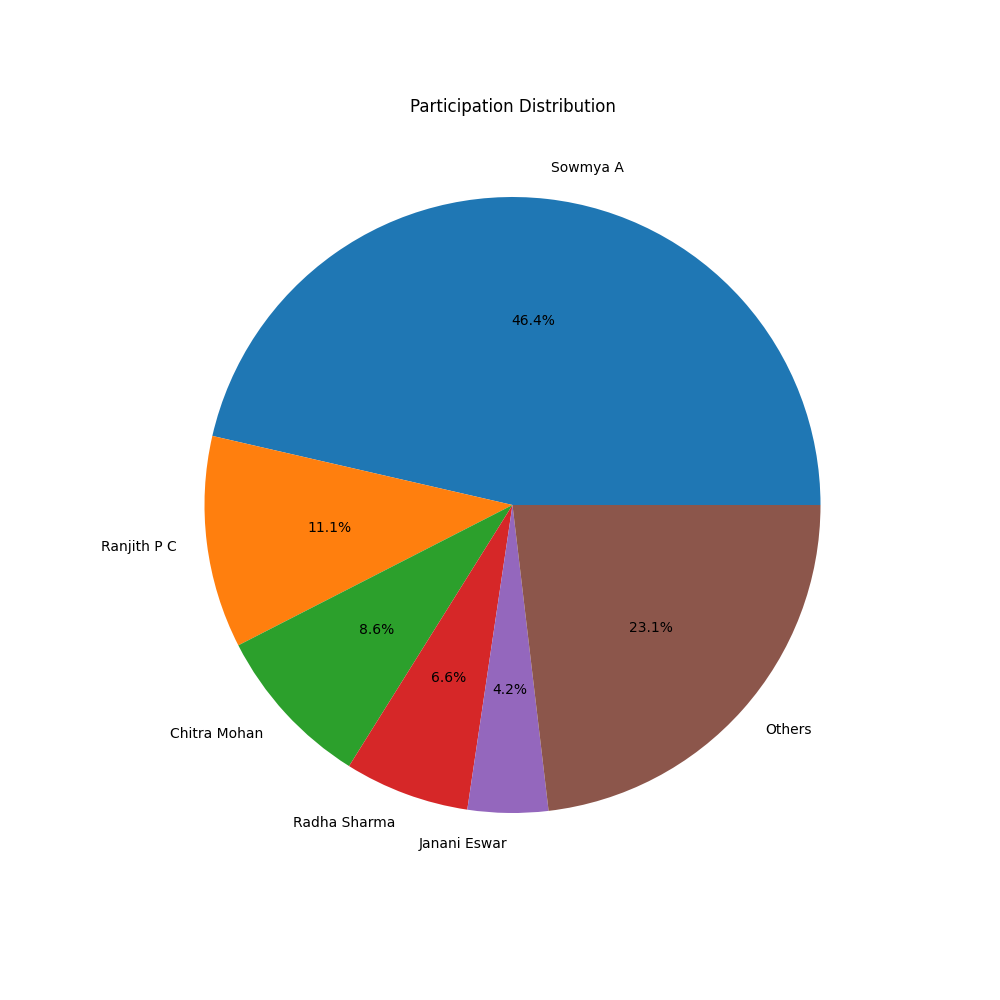 Participation Distribution
Sowmya A
46.4%
11.1%
Ranjith P C
8.6%
Chitra Mohan
6.6%
Radha Sharma
4.2%
Janani Eswar
23.1%
Others